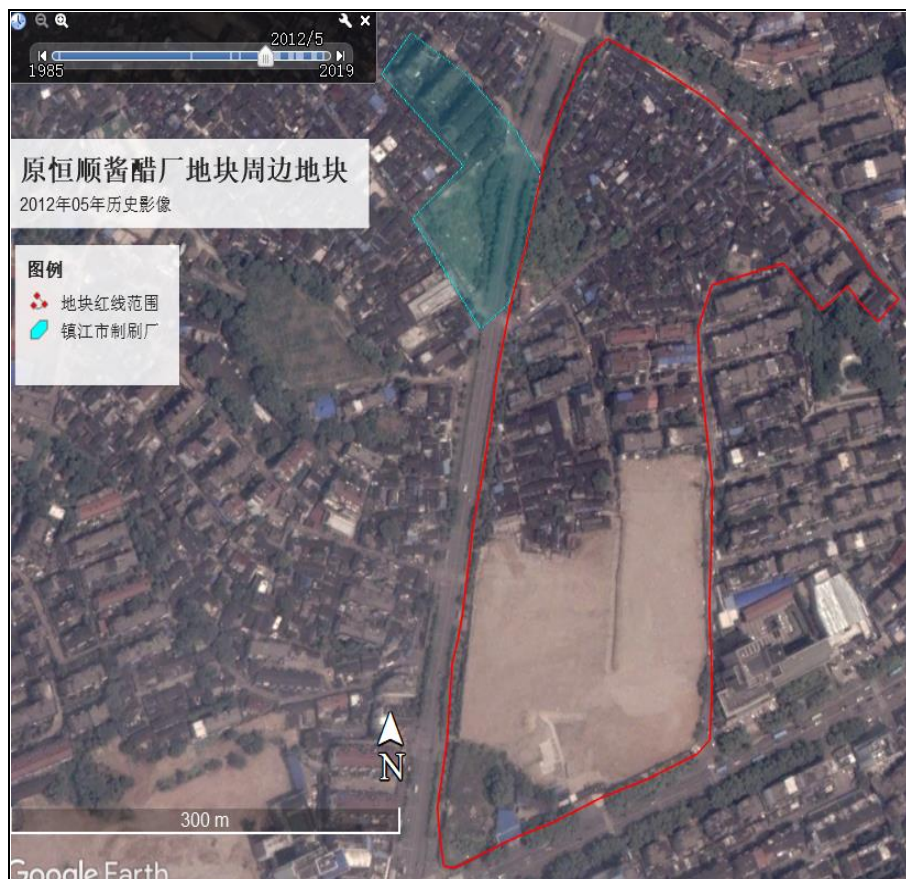 2012/5
1985
2019
原恒顺酱醋厂地块周边地块
2012年05年历史影像
图例
地块红线范围
镇江市制刷厂
N
300 m
Google Earth